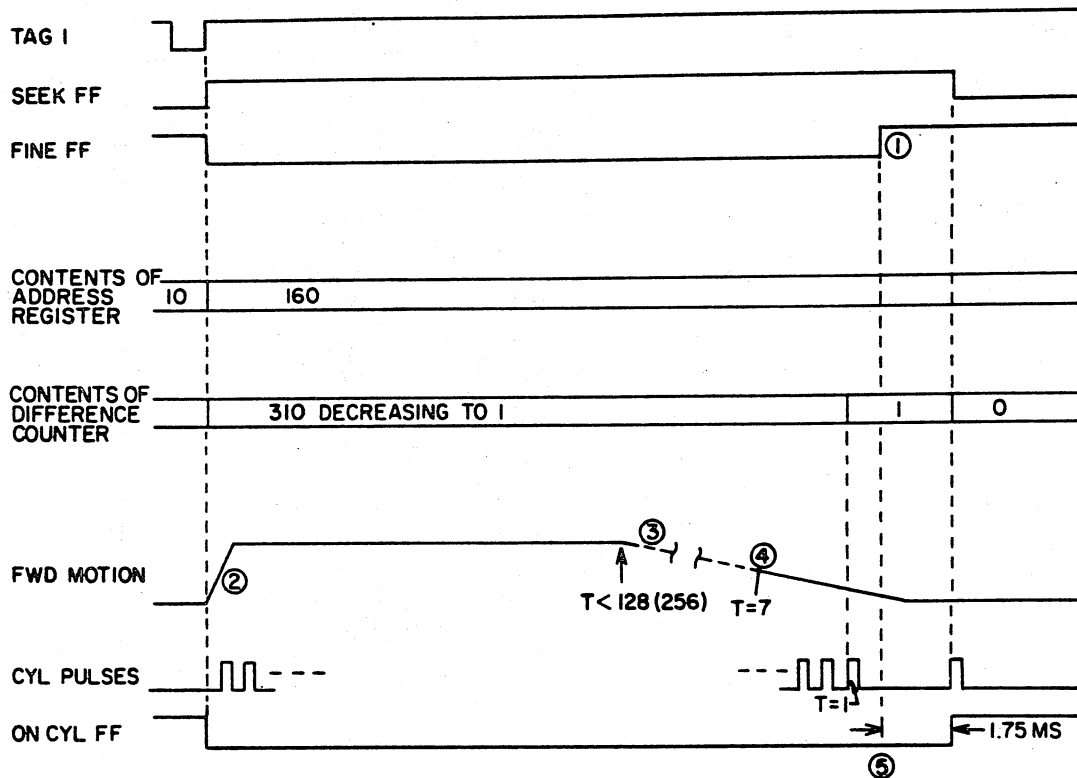 TAG I
SEEK FF
FINE FF
①
CONTENTS OF
ADDRESS
REGISTER
10
160
CONTENTS OF
DIFFERENCE
COUNTER
310 DECREASING TO I
1
0
FWD MOTION
②
③
④
T<128(256)
T=7
CYL PULSES
T=1
ON CYL FF
1.75 MS
⑤